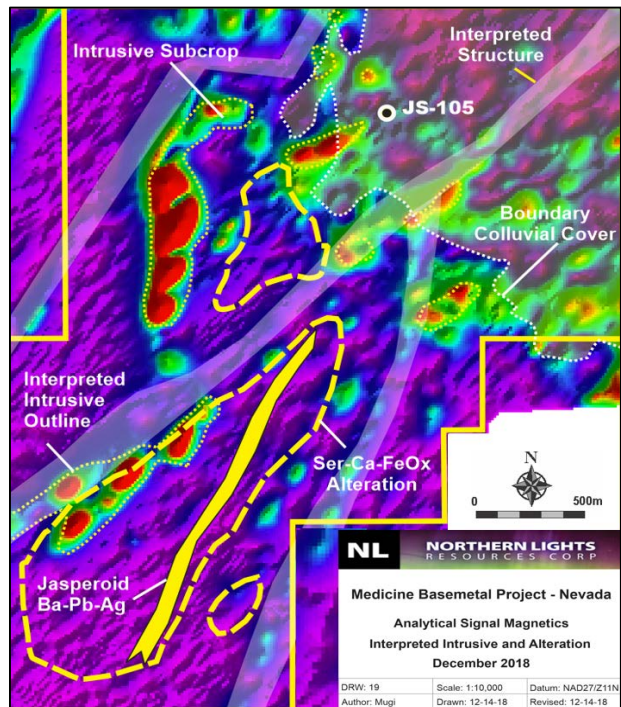 Intrusive Subcrop
Interpreted
Structure
JS-105
Boundary
Colluvial Cover
Interpreted
Intrusive
Outline
Ser-Ca-FeOx
Alteration
N
0 500m
Jasperoid
Ba-Pb-Ag
NL NORTHERN LIGHTS
RESOURCES CORP
Medicine Basemetal Project - Nevada
Analytical Signal Magnetics
Interpreted Intrusive and Alteration
December 2018
DRW: 19 Scale: 1:10,000 Datum: NAD27/Z11N
Author: Mugi Drawn: 12-14-18 Revised: 12-14-18